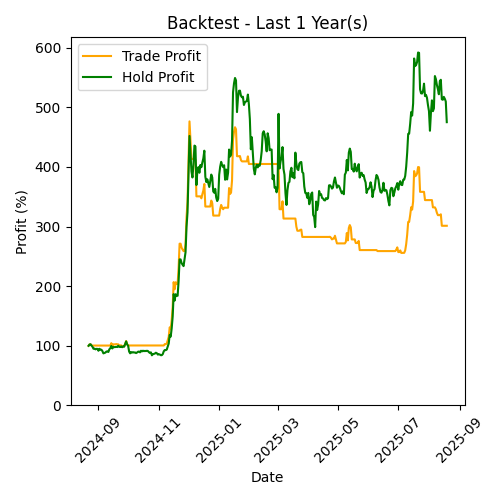 Backtest - Last 1 Year(s)
Trade Profit
Hold Profit
Profit (%)
600
500
400
300
200
100
0
2024-09
2024-11
2025-01
2025-03
2025-05
2025-07
2025-09
Date